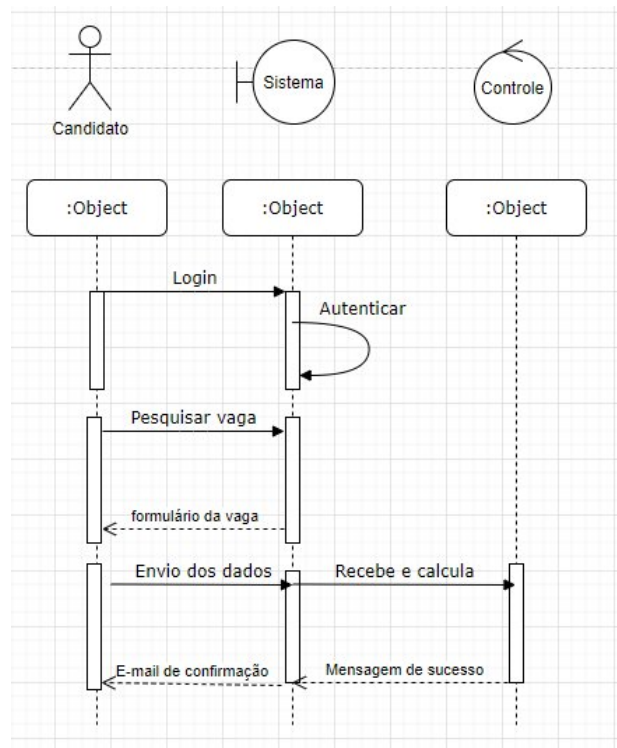 Sistema
Controle
Candidato
:Object
:Object
:Object
Login
Autenticar
Pesquisar vaga
formulário da vaga
Envio dos dados
Recebe e calcula
E-mail de confirmação
Mensagem de sucesso